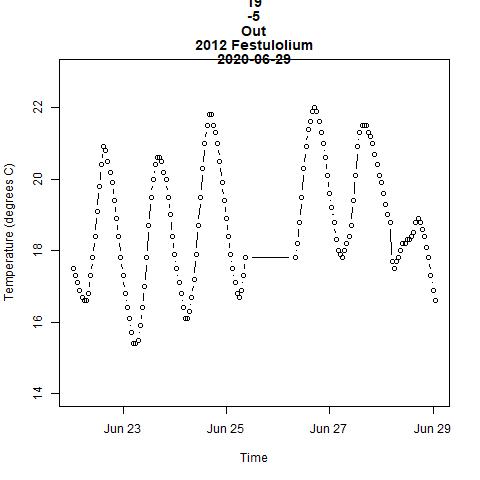 19
-5
Out
2012 Festulolium
2020-06-29
Temperature (degrees C)
22
20
18
16
14
Jun 23
Jun 25
Jun 27
Jun 29
Time